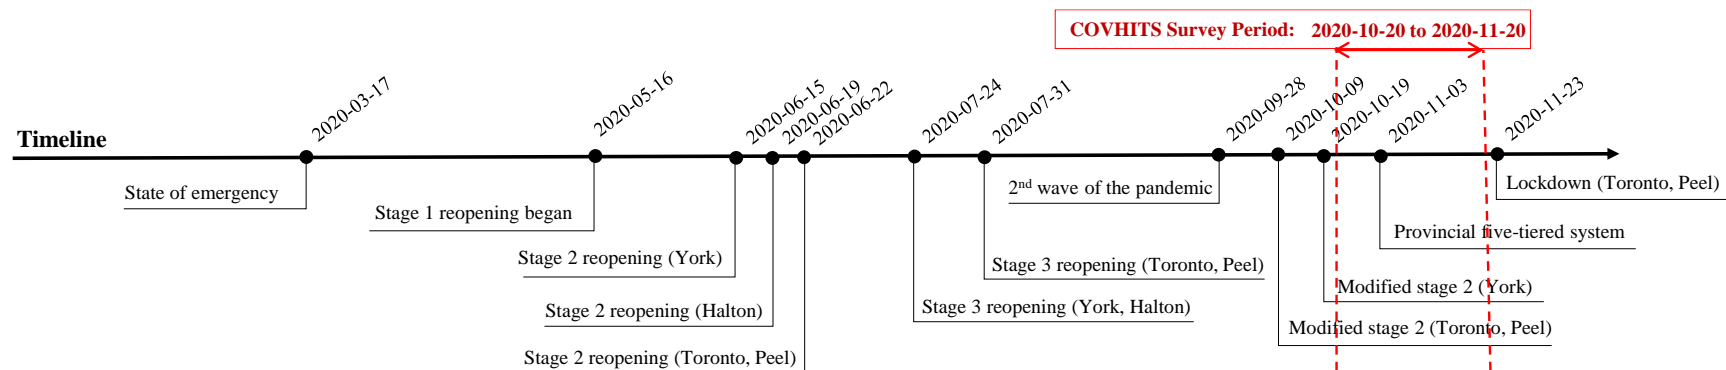 COVHITS Survey Period: 2020-10-20 to 2020-11-20
Timeline
2020-03-17
2020-05-16
2020-06-15
2020-06-19
2020-06-22
2020-07-24
2020-07-31
2020-09-28
2020-10-09
2020-10-19
2020-11-03
2020-11-23
State of emergency
Stage 1 reopening began
Stage 2 reopening (York)
Stage 2 reopening (Halton)
Stage 2 reopening (Toronto, Peel)
Stage 3 reopening (York, Halton)
Stage 3 reopening (Toronto, Peel)
2nd wave of the pandemic
Modified stage 2 (Toronto, Peel)
Modified stage 2 (York)
Provincial five-tiered system
Lockdown (Toronto, Peel)